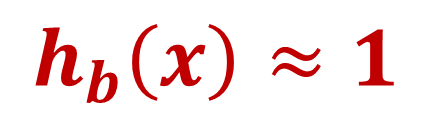 h_b(x) ≈ 1